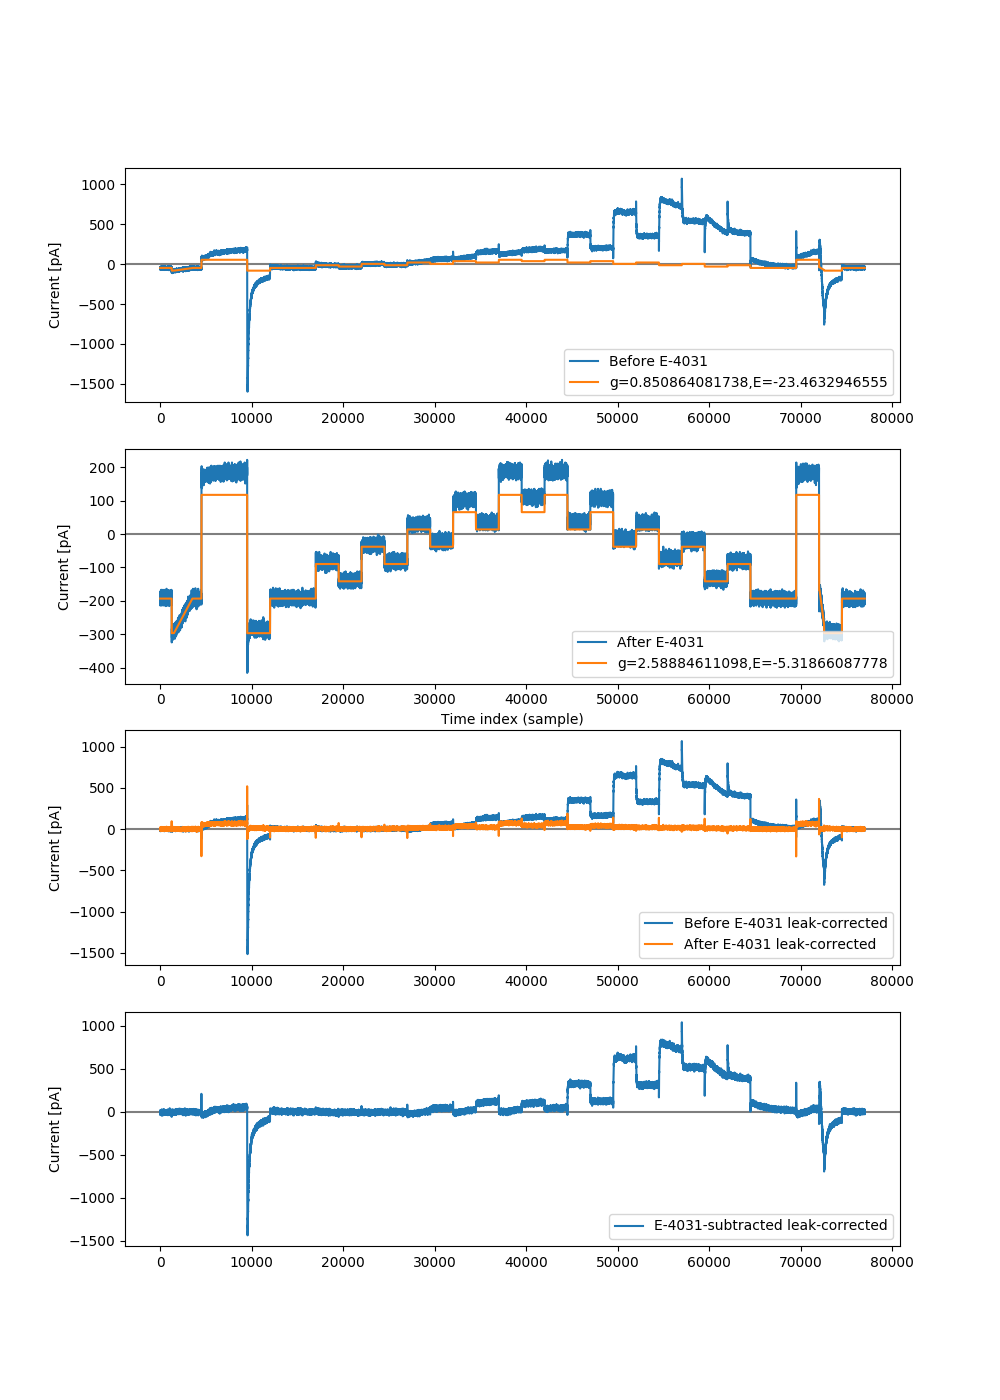 1000
500
0
−500
−1000
−1500
Current [pA]
Before E-4031
g=0.850864081738,E=-23.4632946555
0 10000 20000 30000 40000 50000 60000 70000 80000
200
100
0
−100
−200
−300
−400
Current [pA]
After E-4031
g=2.58884611098,E=-5.31866087778
0 10000 20000 30000 40000 50000 60000 70000 80000
Time index (sample)
1000
500
0
−500
−1000
−1500
Current [pA]
Before E-4031 leak-corrected
After E-4031 leak-corrected
0 10000 20000 30000 40000 50000 60000 70000 80000
1000
500
0
−500
−1000
−1500
Current [pA]
E-4031-subtracted leak-corrected
0 10000 20000 30000 40000 50000 60000 70000 80000